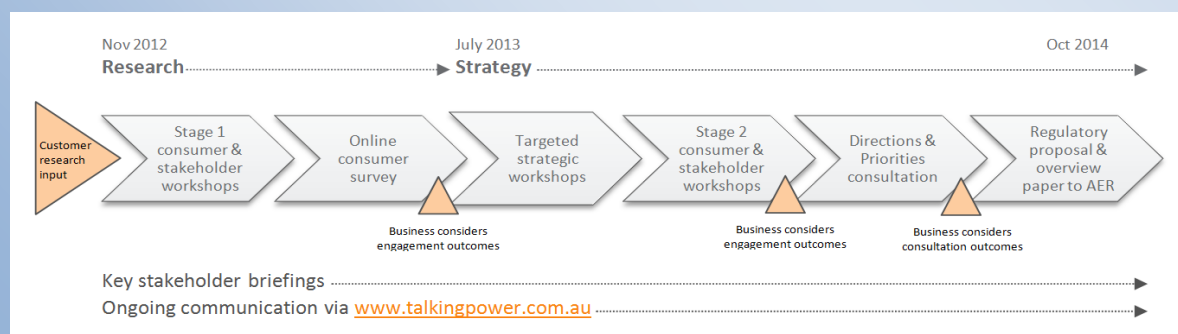 Nov 2012
July 2013
Oct 2014
Research
Strategy
Customer
research
input
Stage 1
consumer &
stakeholder
workshops
Online
consumer
survey
Targeted
strategic
workshops
Stage 2
consumer &
stakeholder
workshops
Directions &
Priorities
consultation
Regulatory
proposal &
overview
paper to AER
Business considers
engagement outcomes
Business considers
engagement outcomes
Business considers
consultation outcomes
Key stakeholder briefings
Ongoing communication via www.talkingpower.com.au